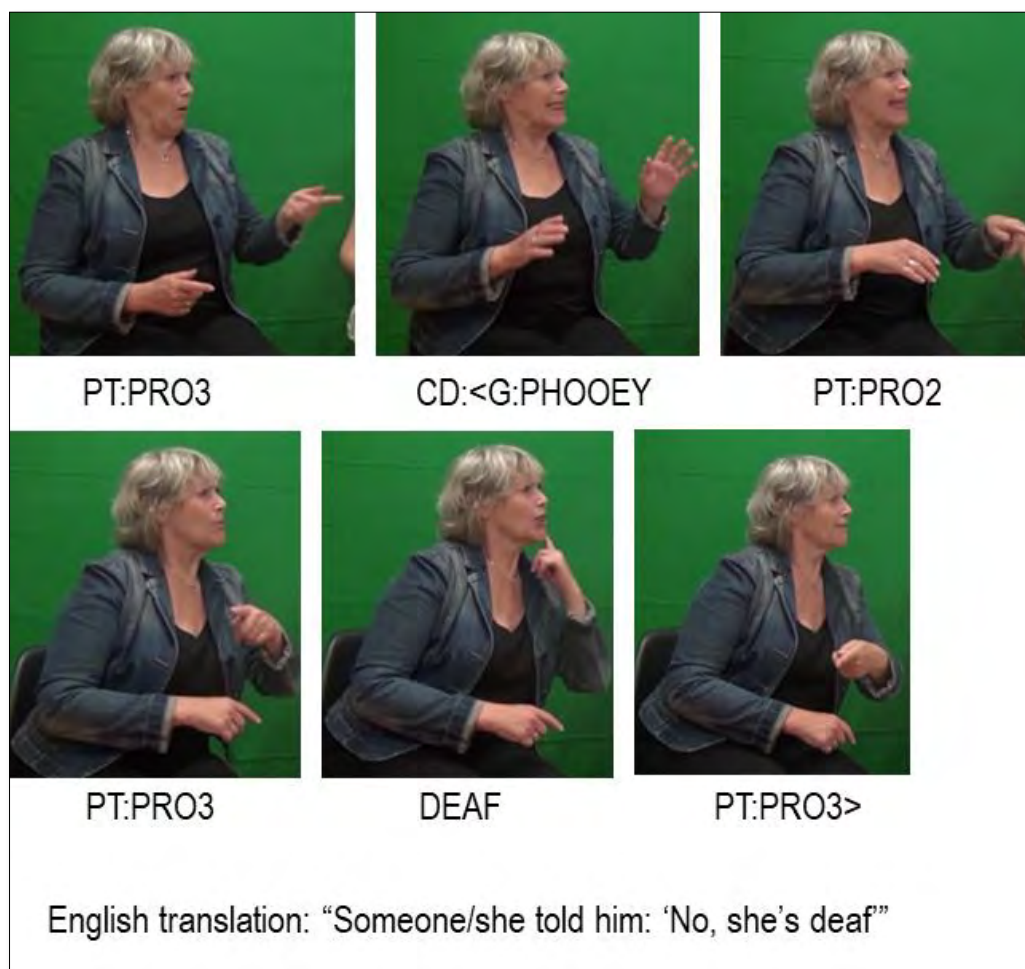 PT:PRO3 CD:<G:PHOOEY PT:PRO2
PT:PRO3 DEAF PT:PRO3>
English translation: “Someone/she told him: ‘No, she’s deaf’”